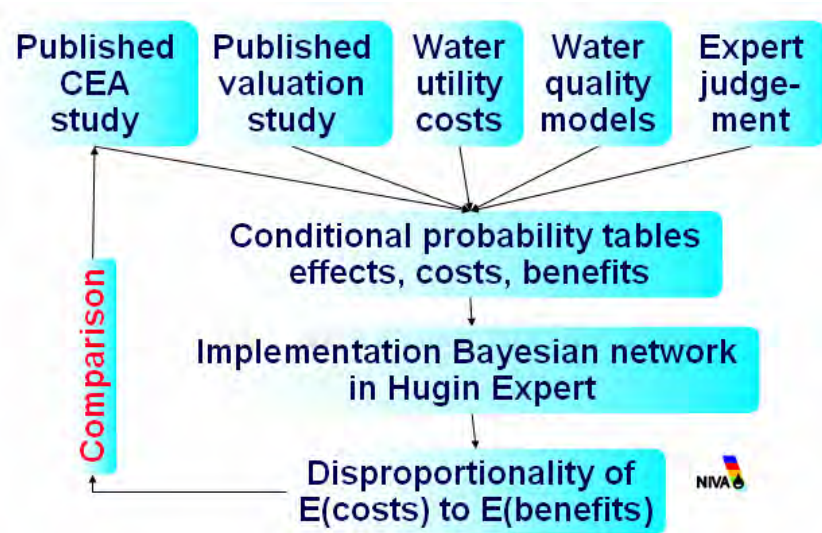 Published
CEA
study
Published
valuation
study
Water
utility
costs
Water
quality
models
Expert
judge-
ment
Conditional probability tables
effects, costs, benefits
Implementation Bayesian network
in Hugin Expert
Comparison
Disproportionality of
E(costs) to E(benefits)
NIVA